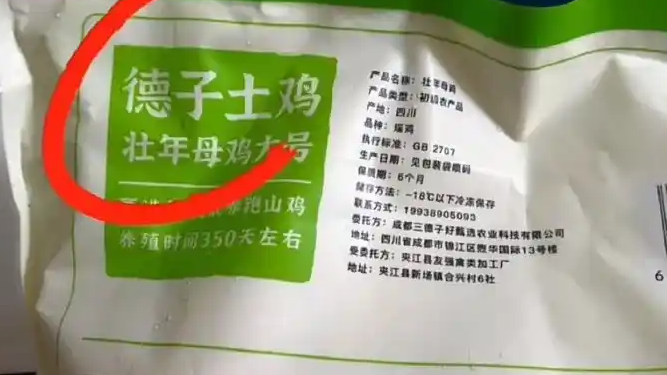 德子土鸡
壮年母鸡大号
跑山鸡
养殖时间350天左右
产品名称：壮年母鸡
产品类型：初级农产品
产地：四川
品种：瑶鸡
执行标准：GB 2707
生产日期：见包装袋喷码
保质期：6个月
储存方法：-18℃以下冷冻保存
联系方式：19938905093
委托方：成都三德子好甄选农业科技有限公司
地址：四川省成都市锦江区煦华国际13号楼
受委托方：夹江县友强禽类加工厂
地址：夹江县新场镇合兴村6社
6